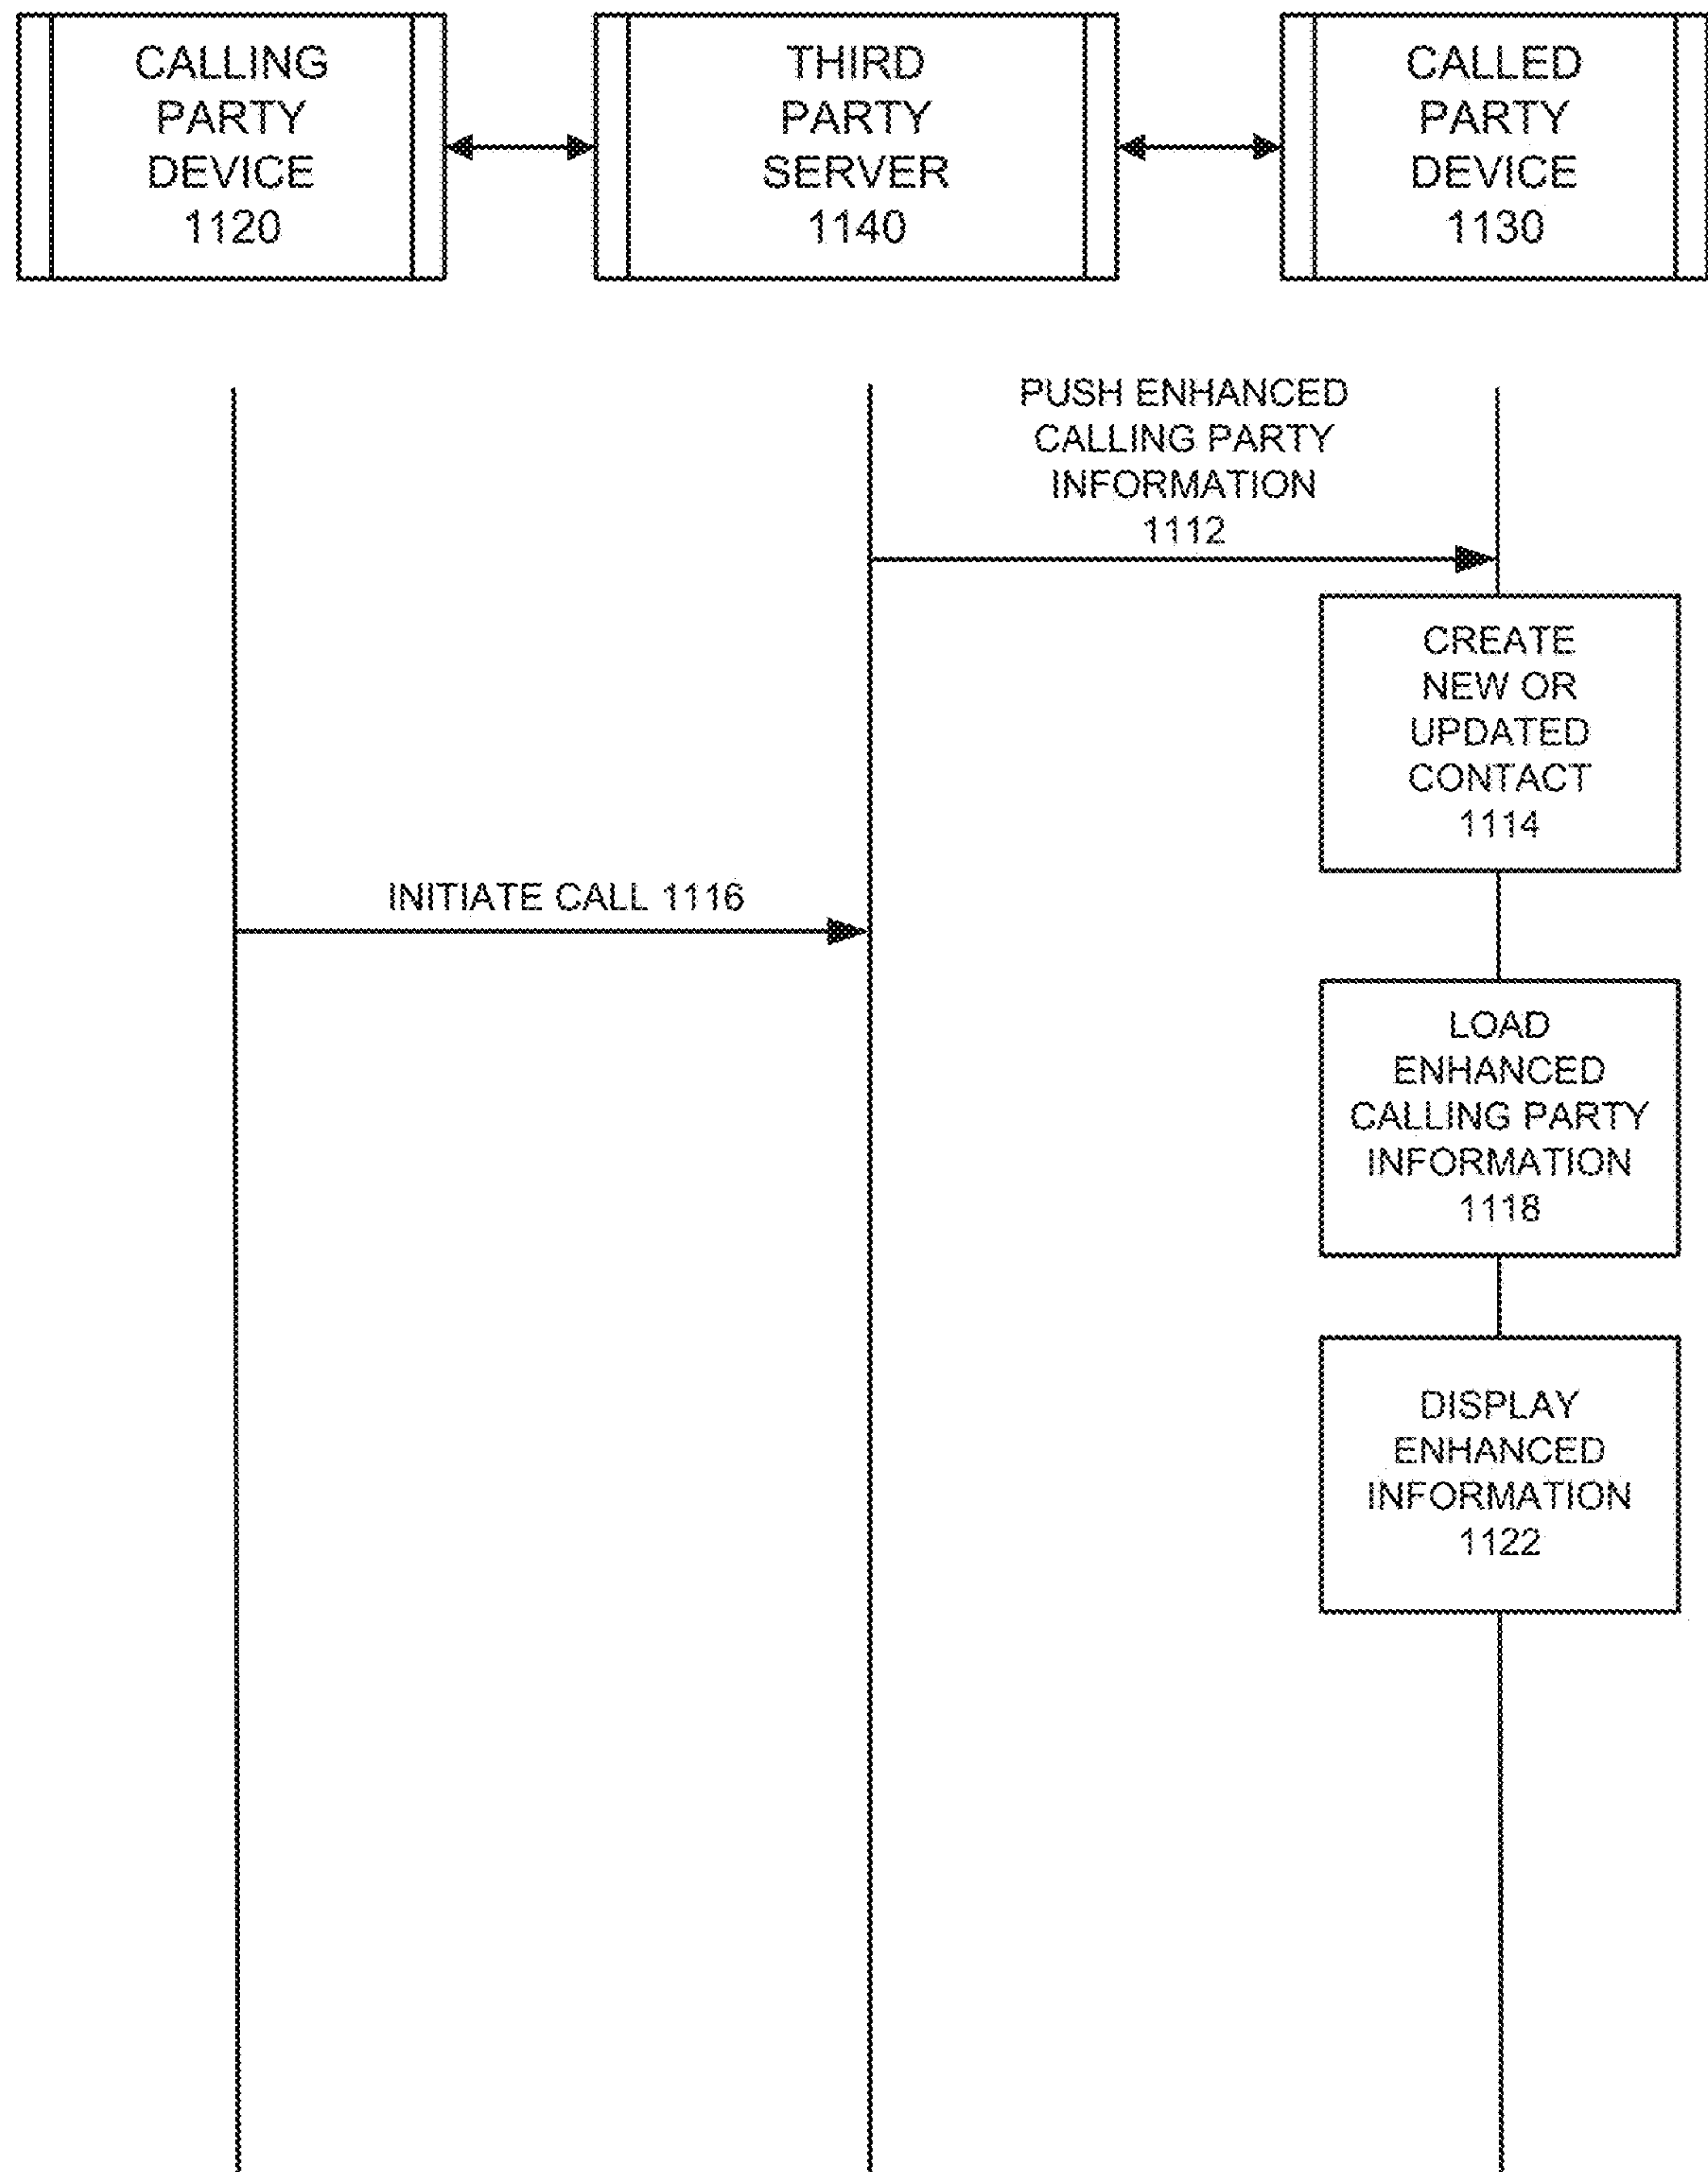 CALLING
PARTY
DEVICE
1120
THIRD
PARTY
SERVER
1140
CALLED
PARTY
DEVICE
1130
PUSH ENHANCED
CALLING PARTY
INFORMATION
1112
CREATE
NEW OR
UPDATED
CONTACT
1114
INITIATE CALL 1116
LOAD
ENHANCED
CALLING PARTY
INFORMATION
1118
DISPLAY
ENHANCED
INFORMATION
1122